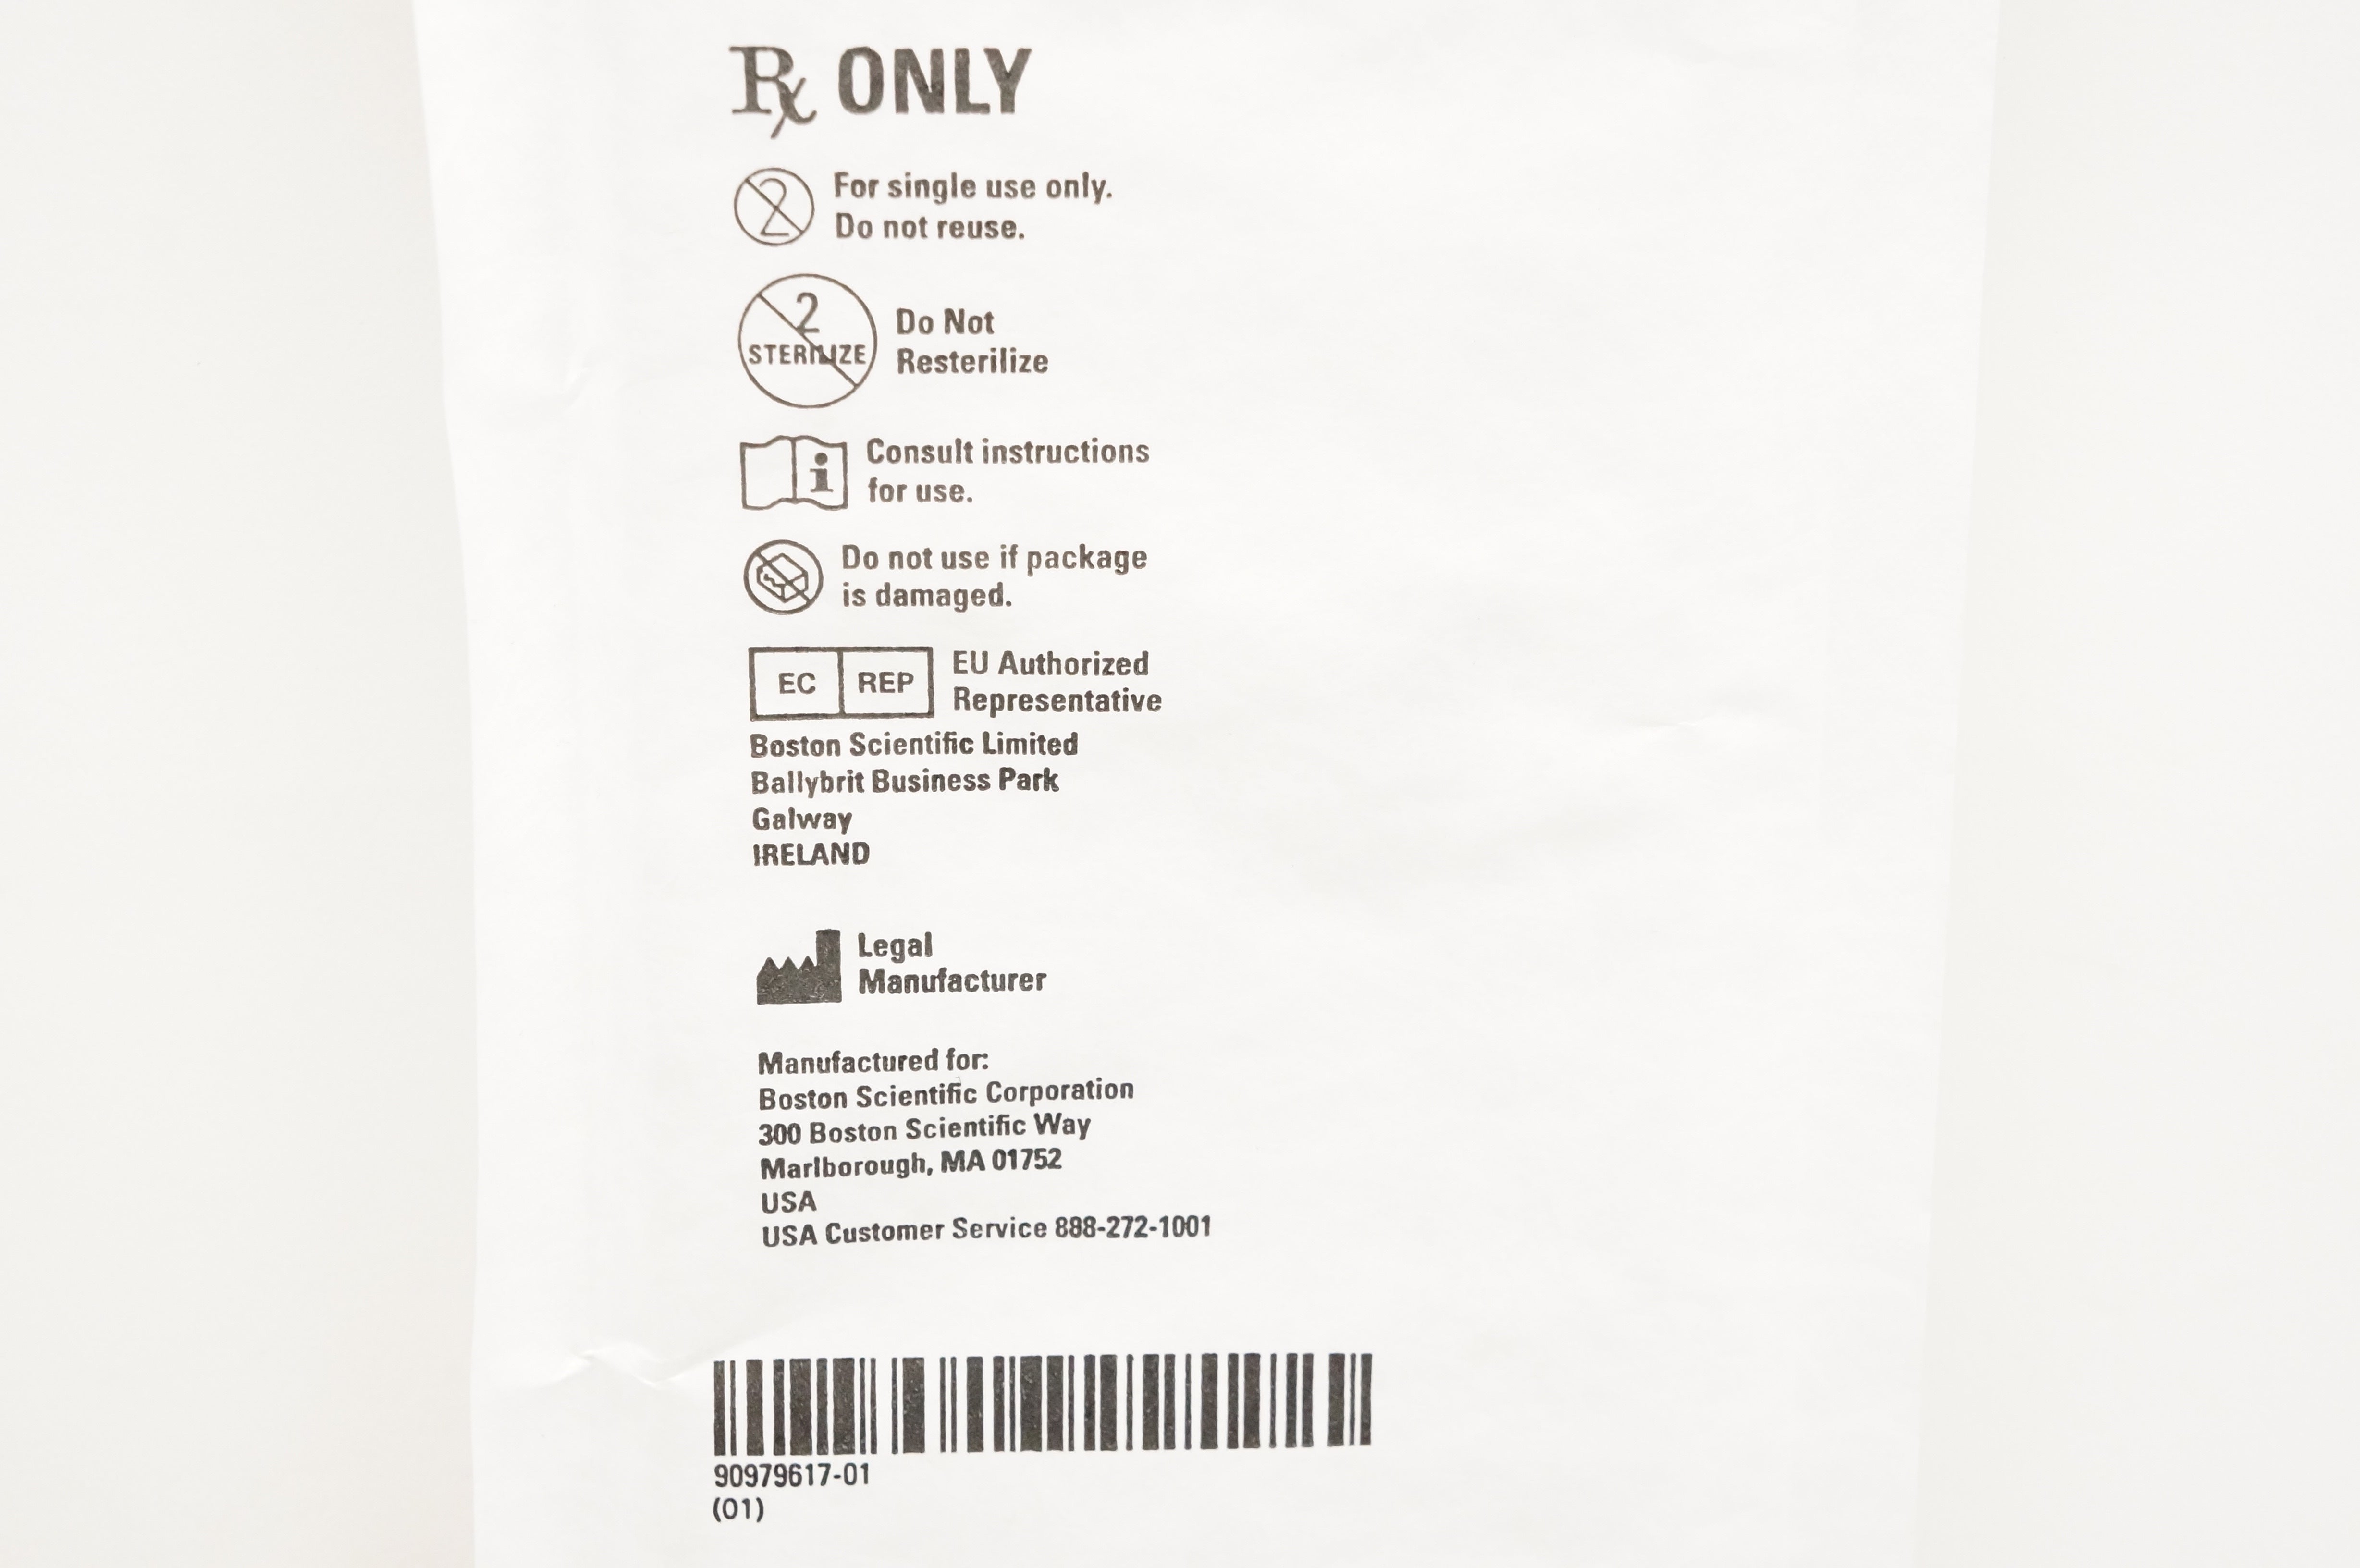 ℞ ONLY
2 For single use only.
Do not reuse.
2
STERILIZE
Do Not
Resterilize
i Consult instructions
for use.
Do not use if package
is damaged.
EC REP EU Authorized
Representative
Boston Scientific Limited
Ballybrit Business Park
Galway
IRELAND
Legal
Manufacturer
Manufactured for:
Boston Scientific Corporation
300 Boston Scientific Way
Marlborough, MA 01752
USA
USA Customer Service 888-272-1001
90979617-01
(01)